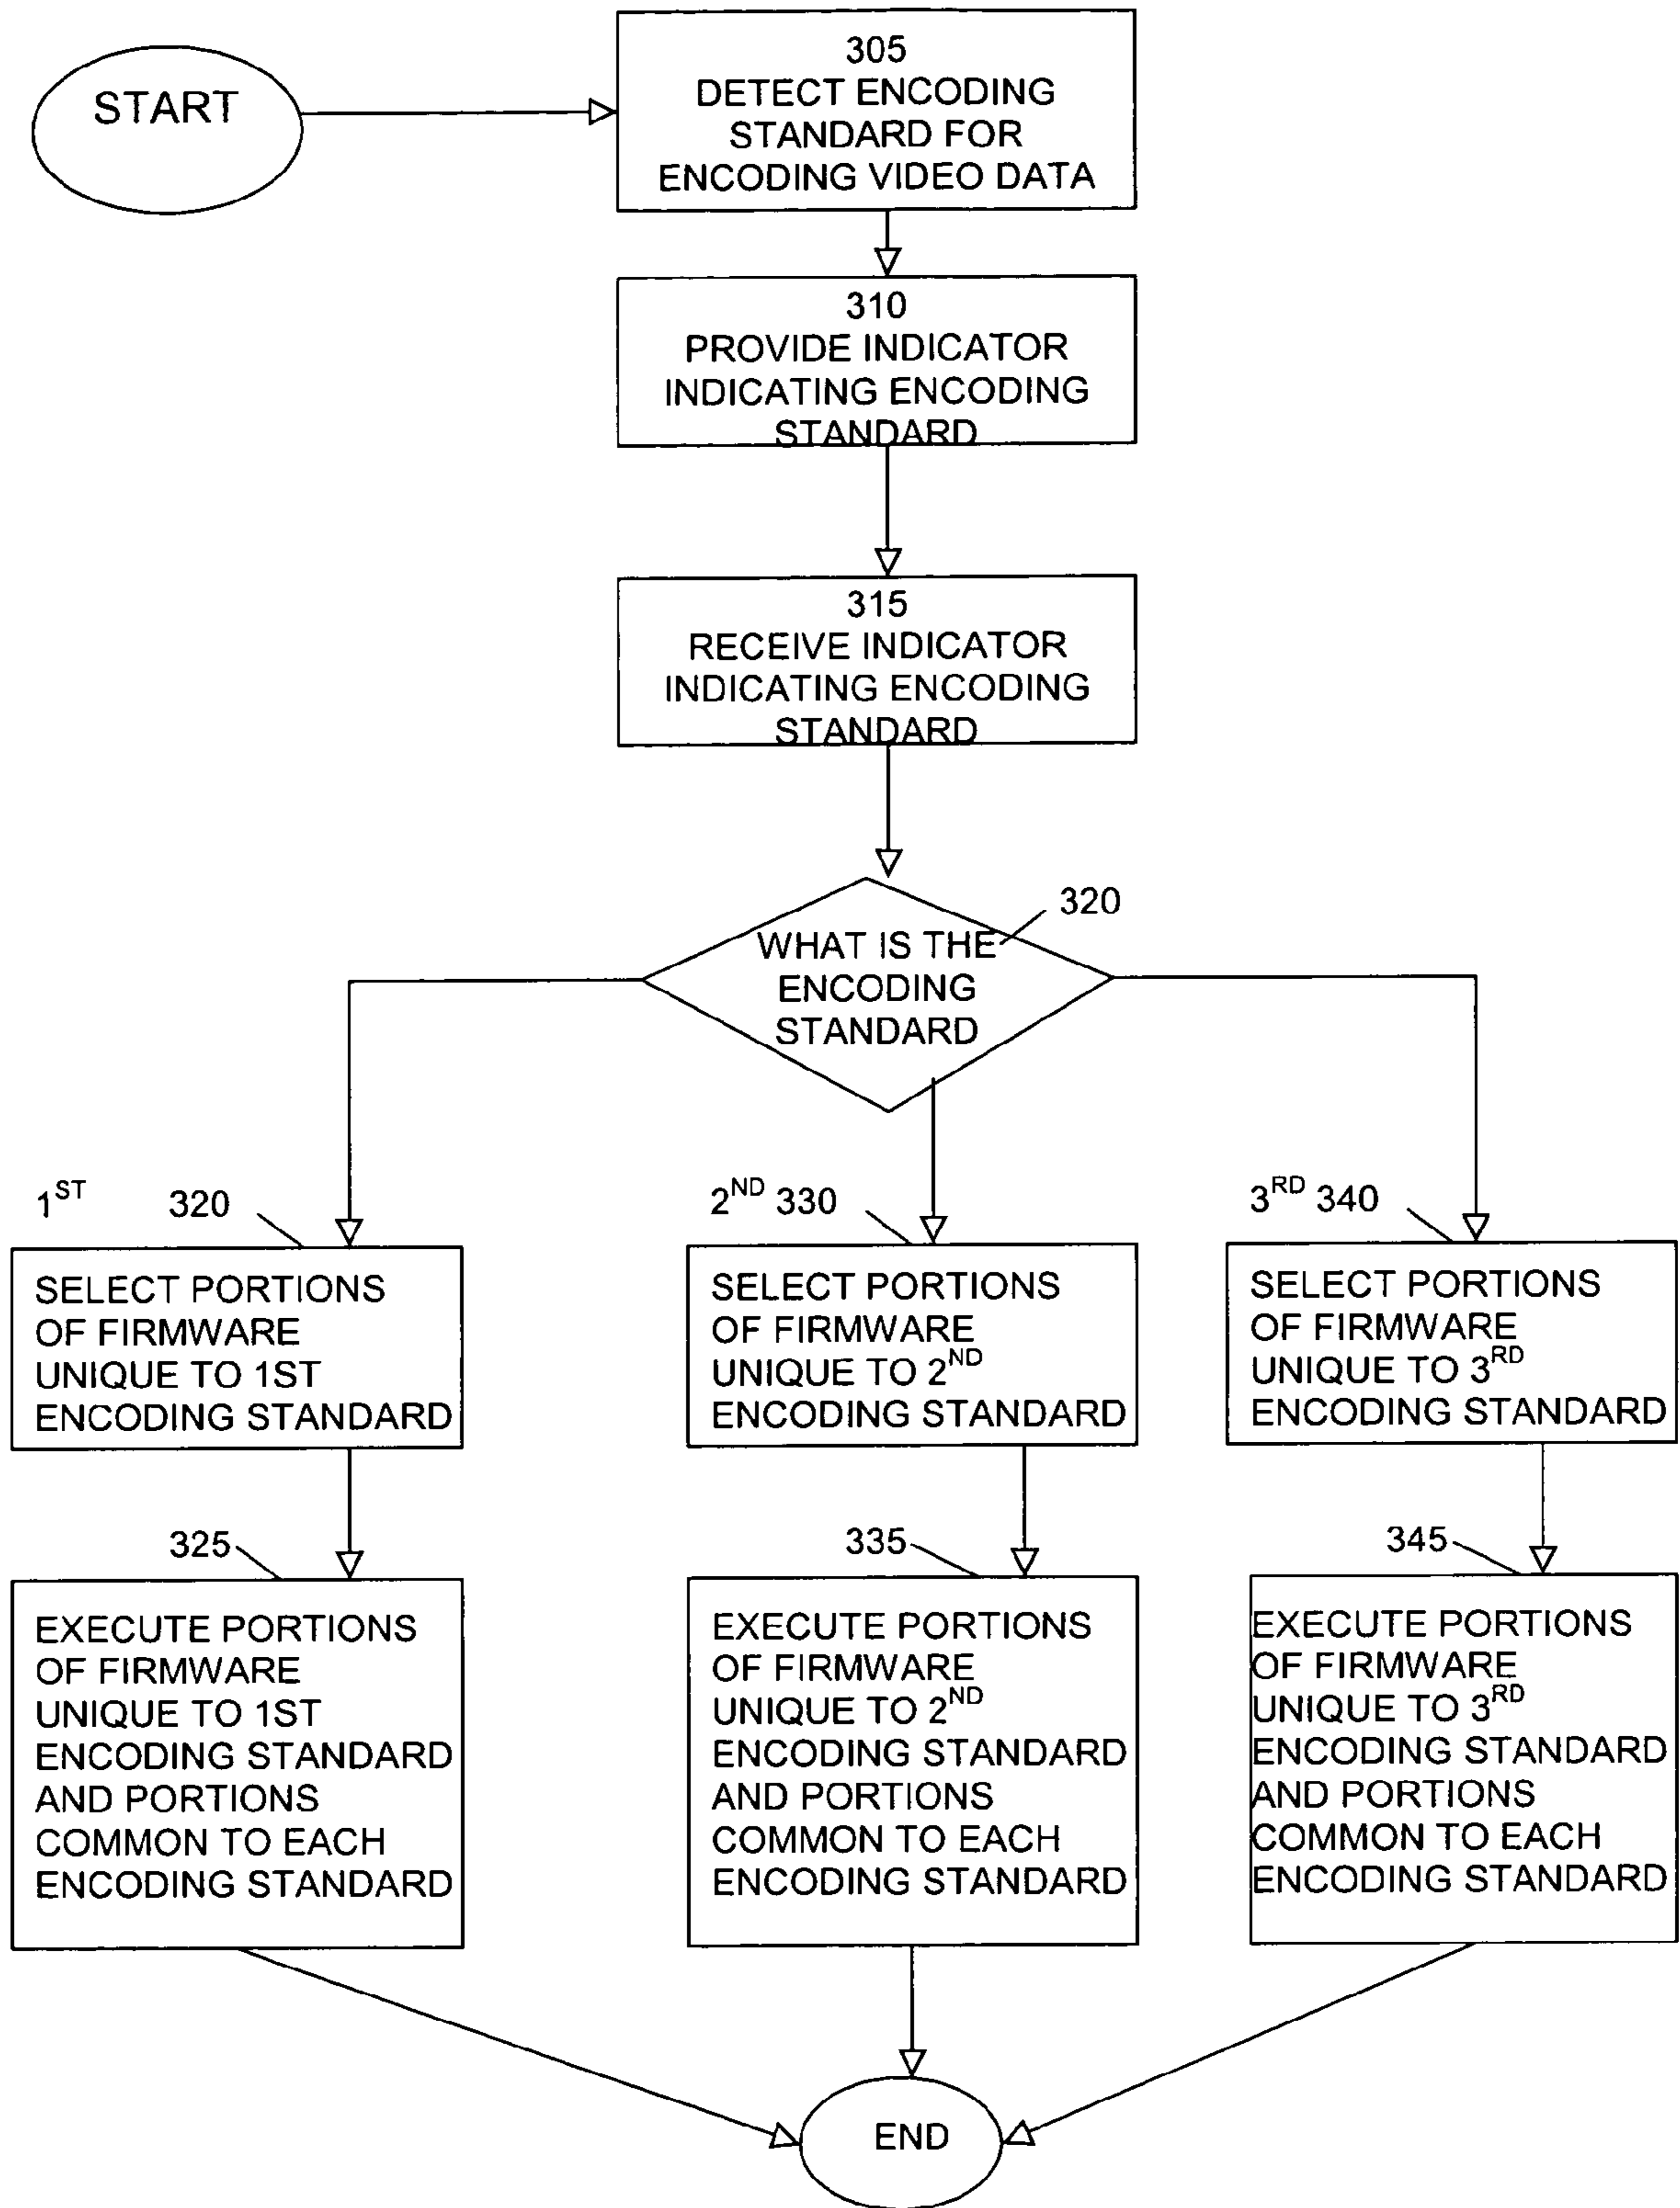 START
305
DETECT ENCODING
STANDARD FOR
ENCODING VIDEO DATA
310
PROVIDE INDICATOR
INDICATING ENCODING
STANDARD
315
RECEIVE INDICATOR
INDICATING ENCODING
STANDARD
320
WHAT IS THE
ENCODING
STANDARD
1ST 320
SELECT PORTIONS
OF FIRMWARE
UNIQUE TO 1ST
ENCODING STANDARD
2ND 330
SELECT PORTIONS
OF FIRMWARE
UNIQUE TO 2ND
ENCODING STANDARD
3RD 340
SELECT PORTIONS
OF FIRMWARE
UNIQUE TO 3RD
ENCODING STANDARD
325
EXECUTE PORTIONS
OF FIRMWARE
UNIQUE TO 1ST
ENCODING STANDARD
AND PORTIONS
COMMON TO EACH
ENCODING STANDARD
335
EXECUTE PORTIONS
OF FIRMWARE
UNIQUE TO 2ND
ENCODING STANDARD
AND PORTIONS
COMMON TO EACH
ENCODING STANDARD
345
EXECUTE PORTIONS
OF FIRMWARE
UNIQUE TO 3RD
ENCODING STANDARD
AND PORTIONS
COMMON TO EACH
ENCODING STANDARD
END